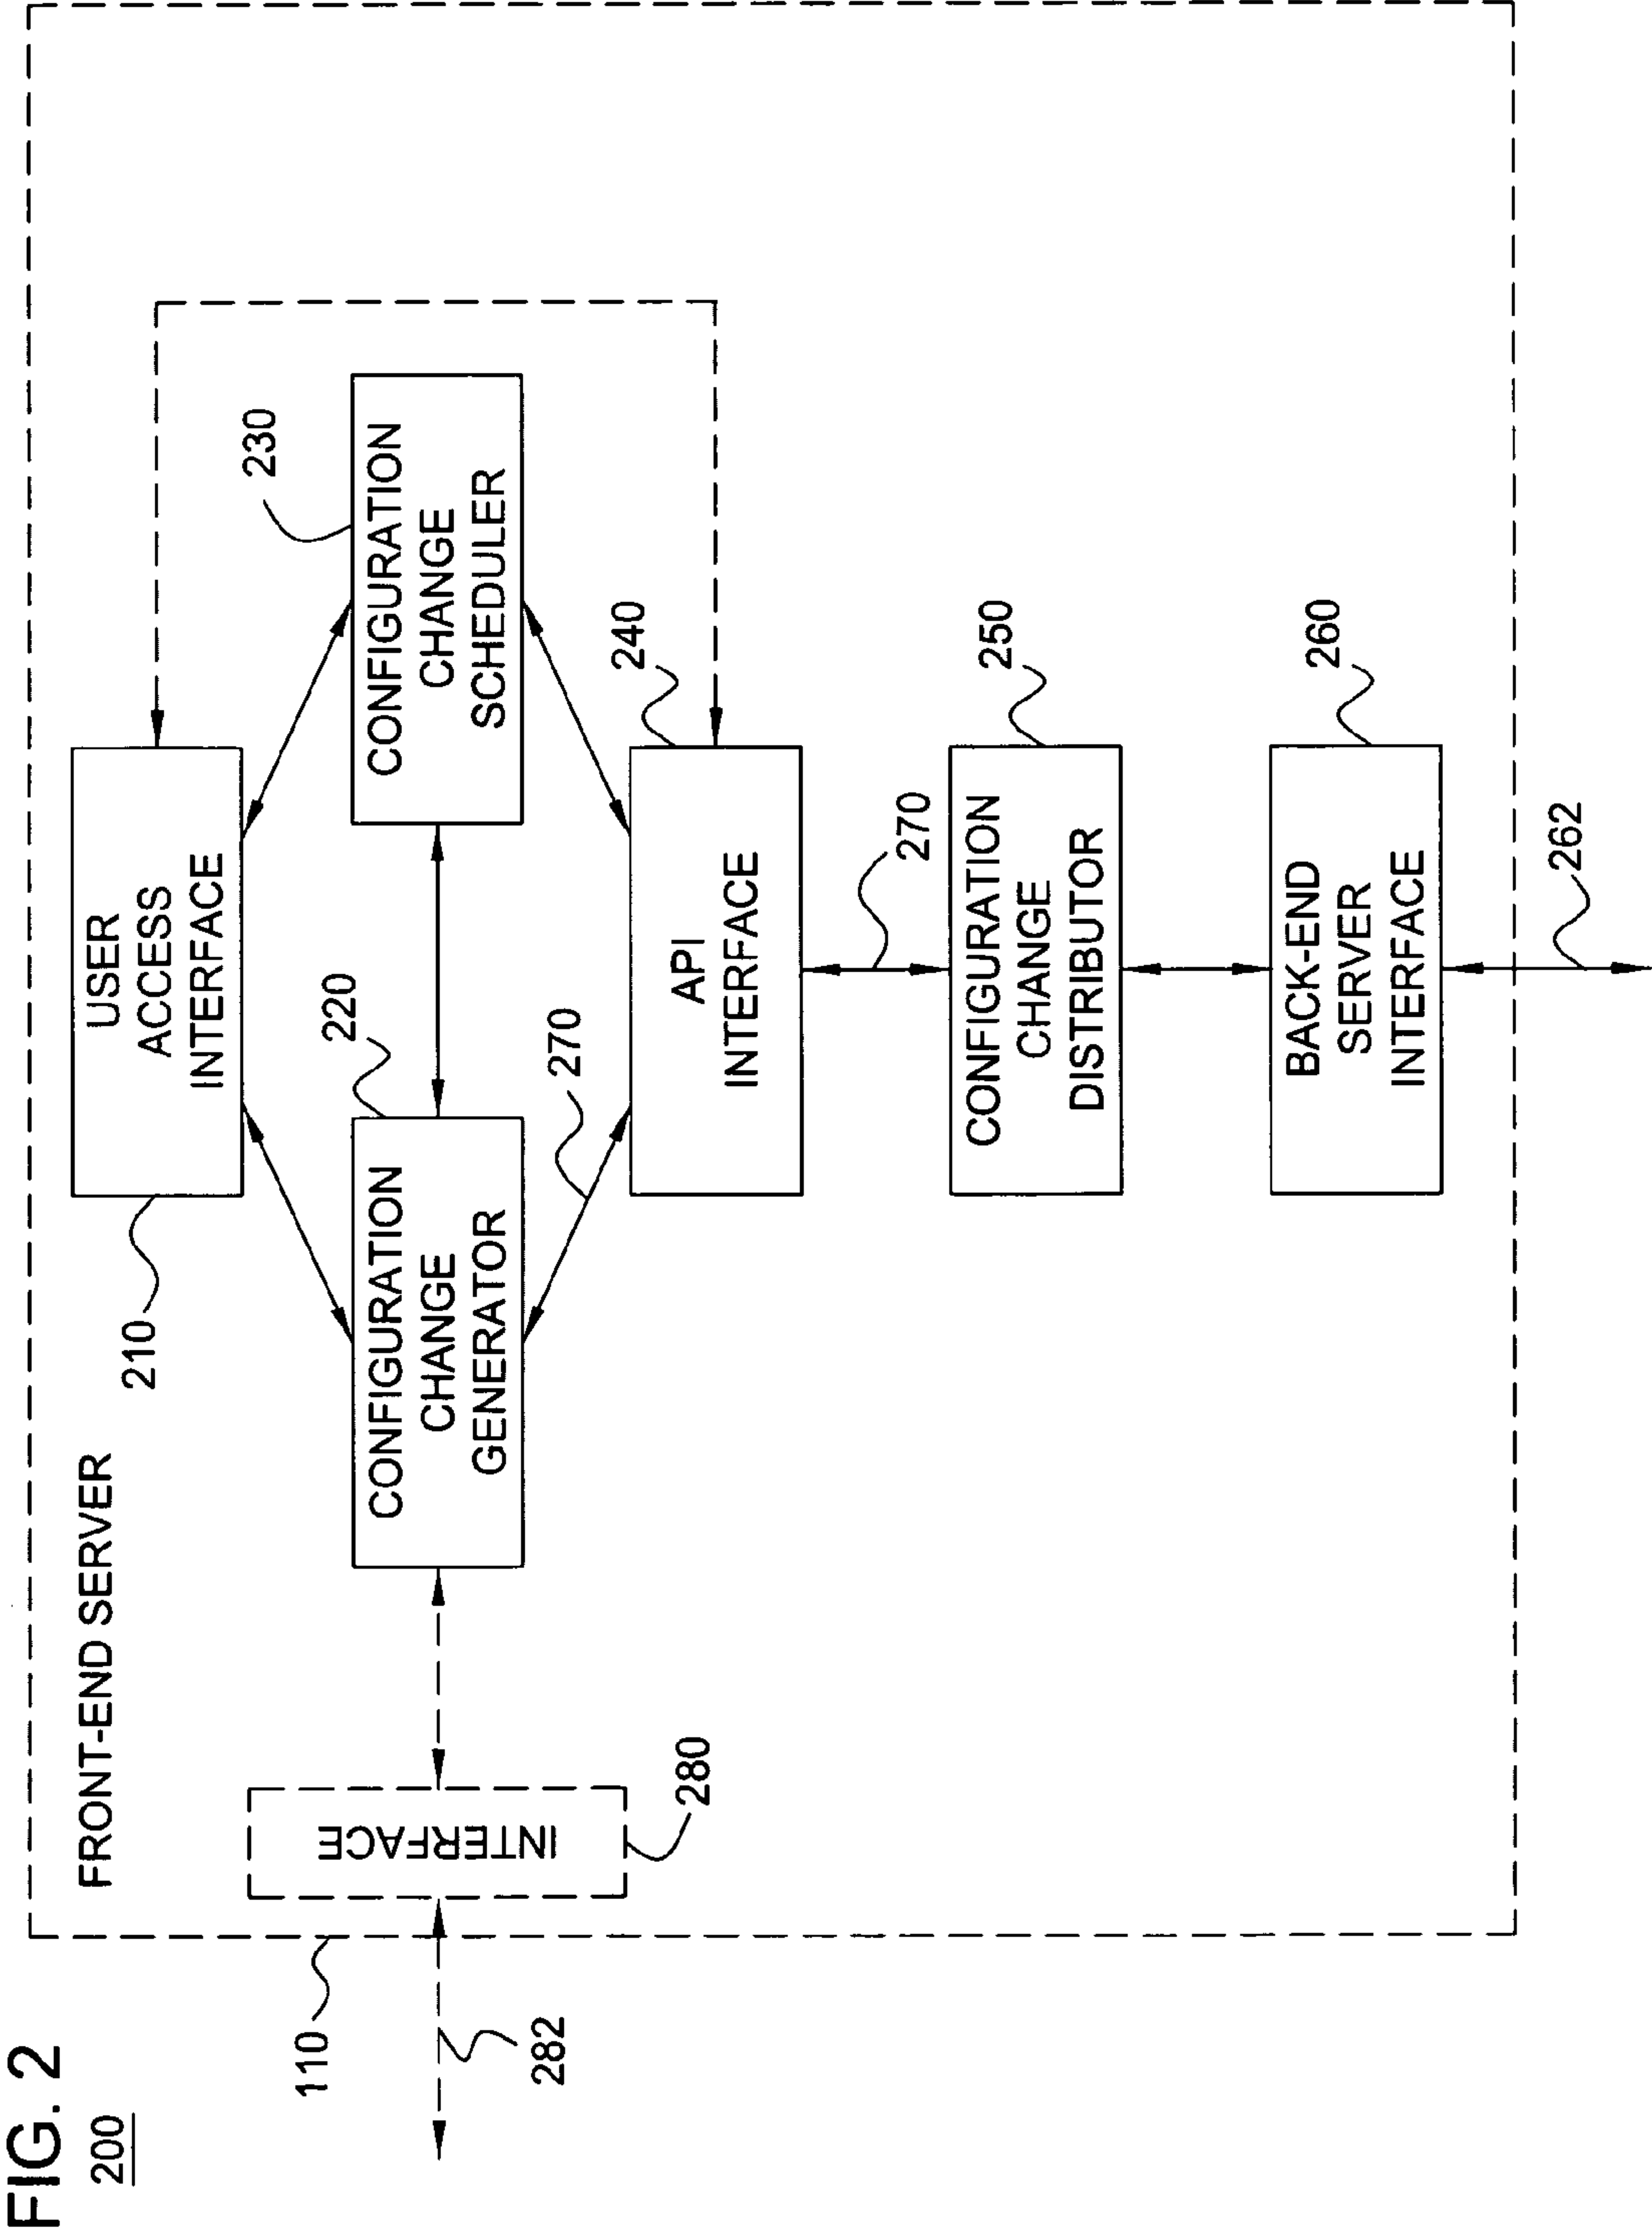 FIG. 2
200
FRONT-END SERVER
110
210
USER
ACCESS
INTERFACE
230
CONFIGURATION
CHANGE
SCHEDULER
220
CONFIGURATION
CHANGE
GENERATOR
INTERFACE
280
282
270
240
API
INTERFACE
270
250
CONFIGURATION
CHANGE
DISTRIBUTOR
260
BACK-END
SERVER
INTERFACE
262